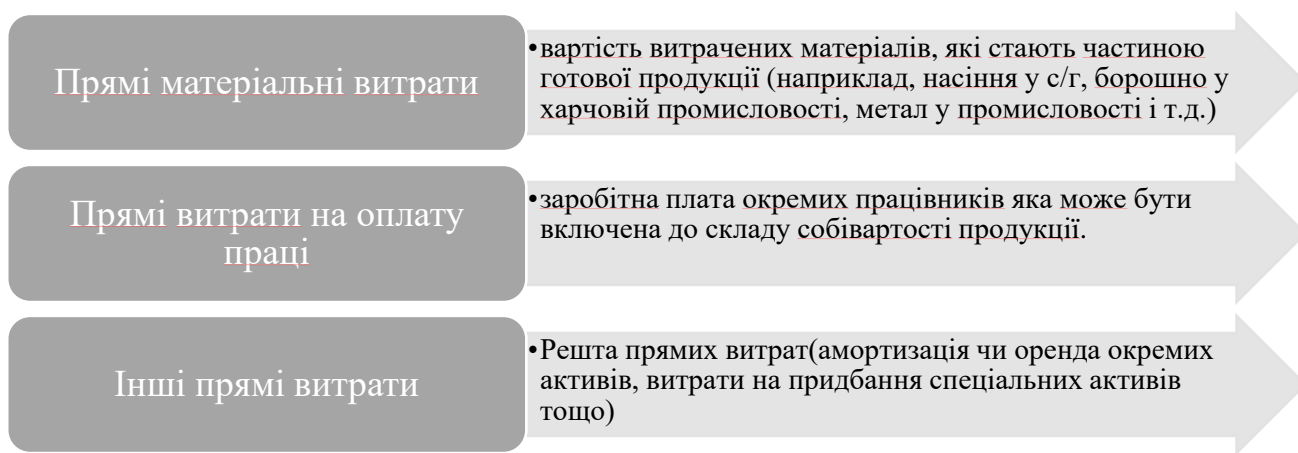 Прямі матеріальні витрати
•вартість витрачених матеріалів, які стають частиною
готової продукції (наприклад, насіння у с/г, борошно у
харчовій промисловості, метал у промисловості і т.д.)
Прямі витрати на оплату
праці
•заробітна плата окремих працівників яка може бути
включена до складу собівартості продукції.
Інші прямі витрати
•Решта прямих витрат(амортизація чи оренда окремих
активів, витрати на придбання спеціальних активів
тощо)